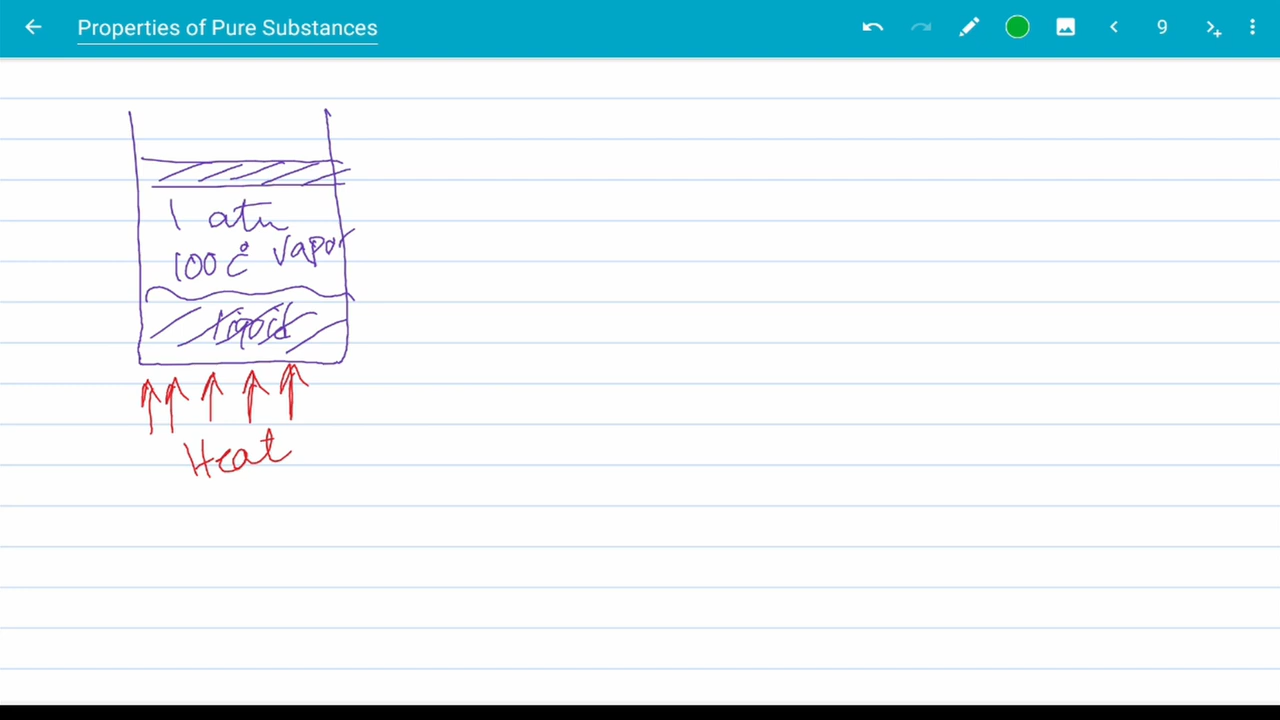 Properties of Pure Substances
9
1 atm
100 c° vapor
liquid
Heat